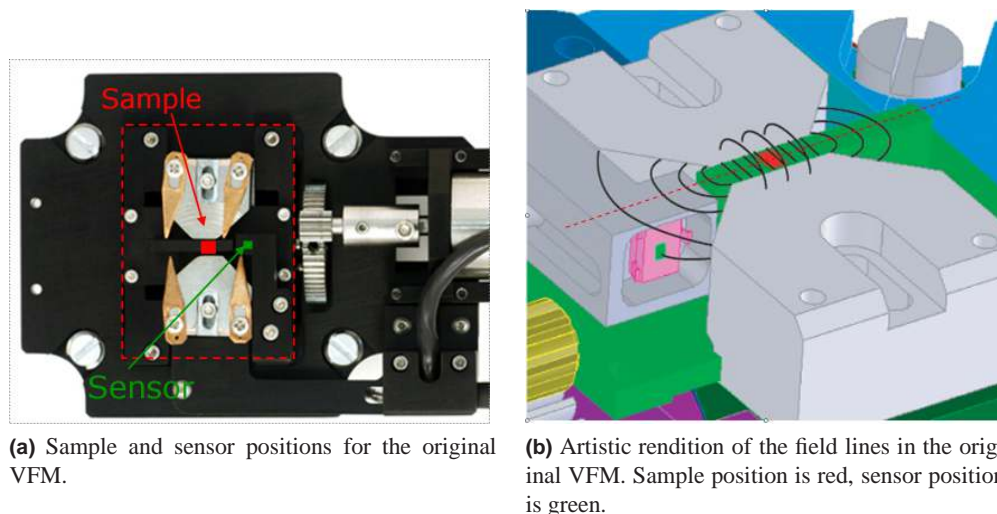 Sample
Sensor
(a) Sample and sensor positions for the original
VFM.
(b) Artistic rendition of the field lines in the orig-
inal VFM. Sample position is red, sensor position
is green.